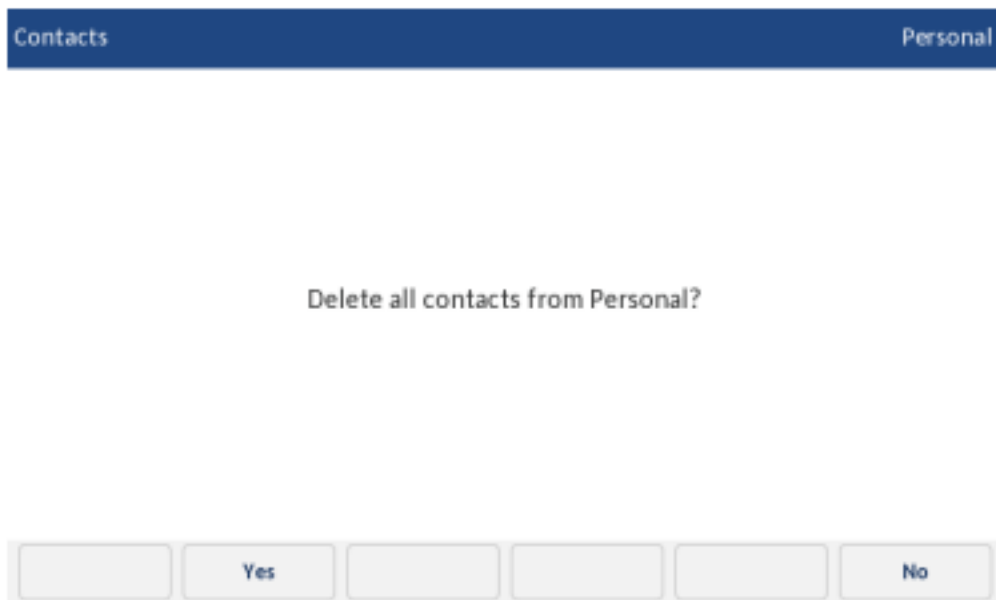 Contacts Personal
Delete all contacts from Personal?
Yes No